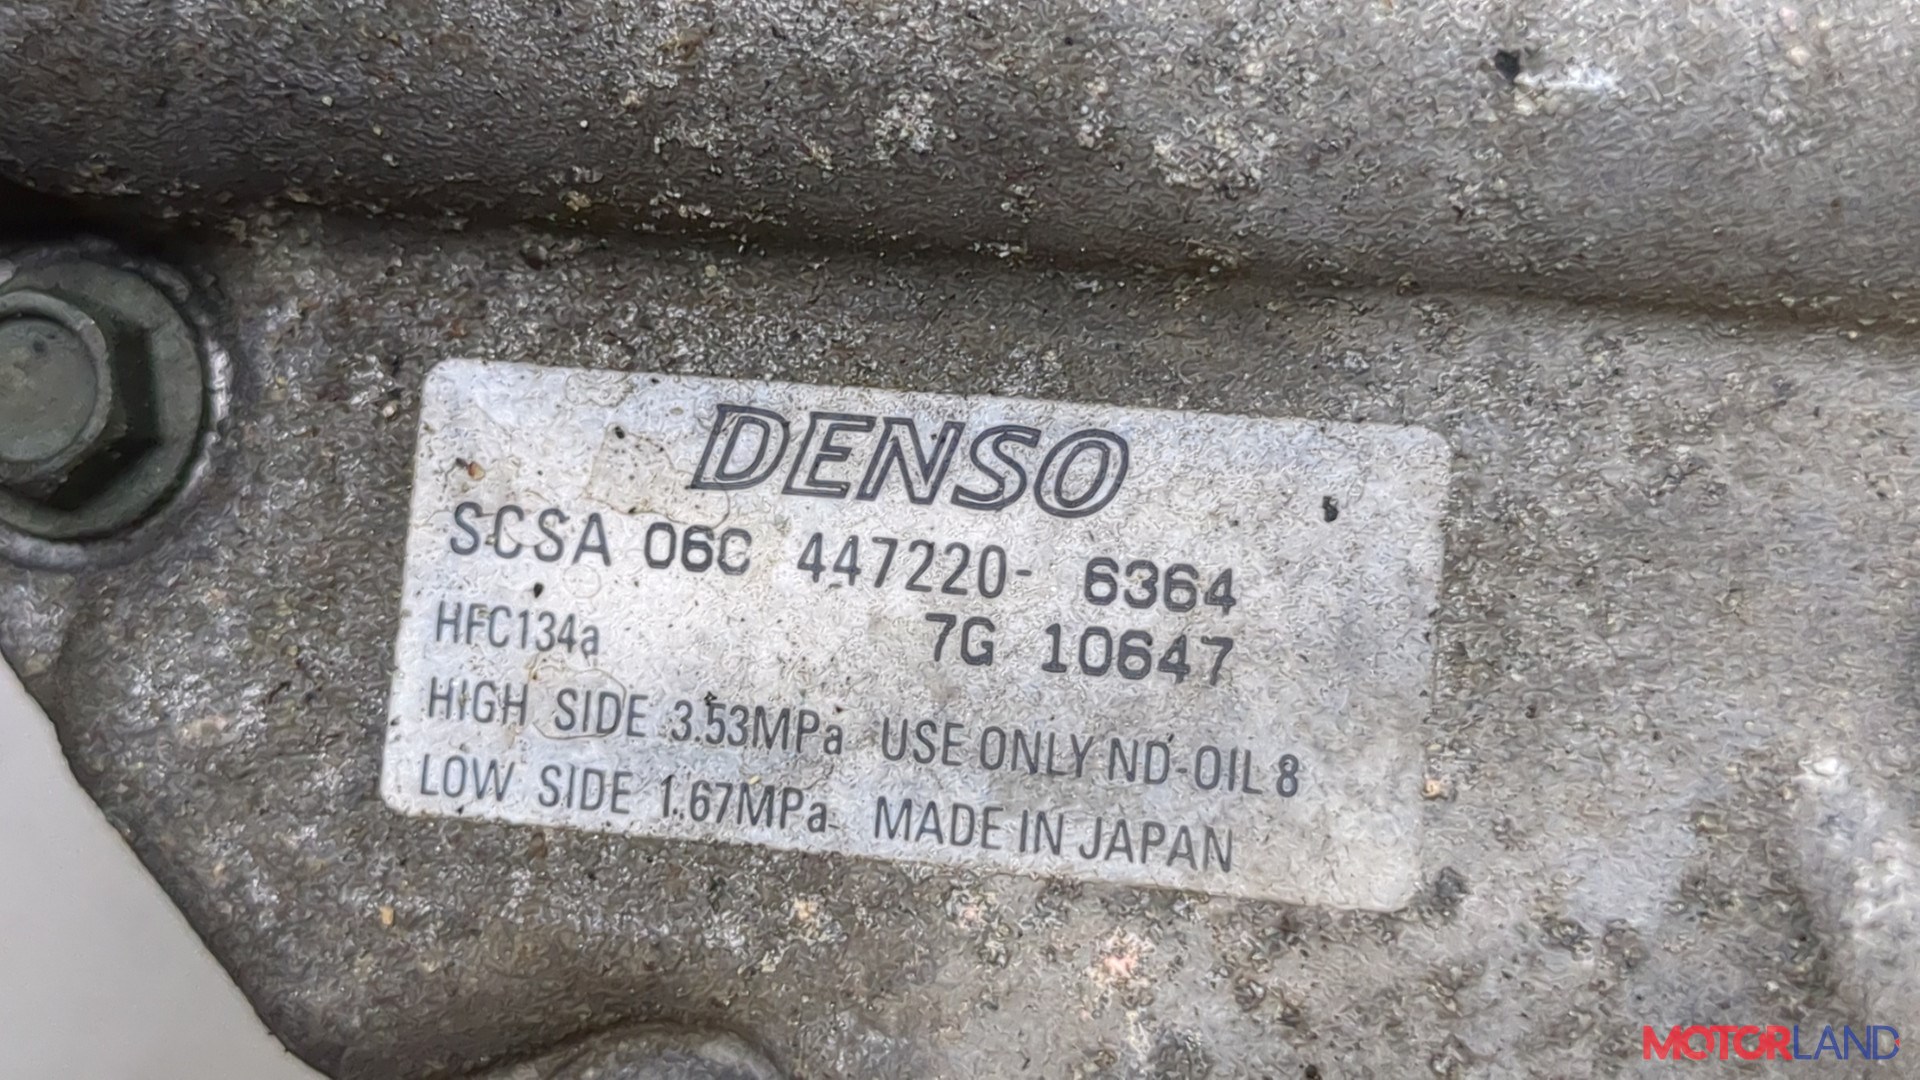 DENSO
SCSA 06C 447220- 6364
HFC134a 7G 10647
HIGH SIDE 3.53MPa USE ONLY ND-OIL 8
LOW SIDE 1.67MPa MADE IN JAPAN
MOTORLAND